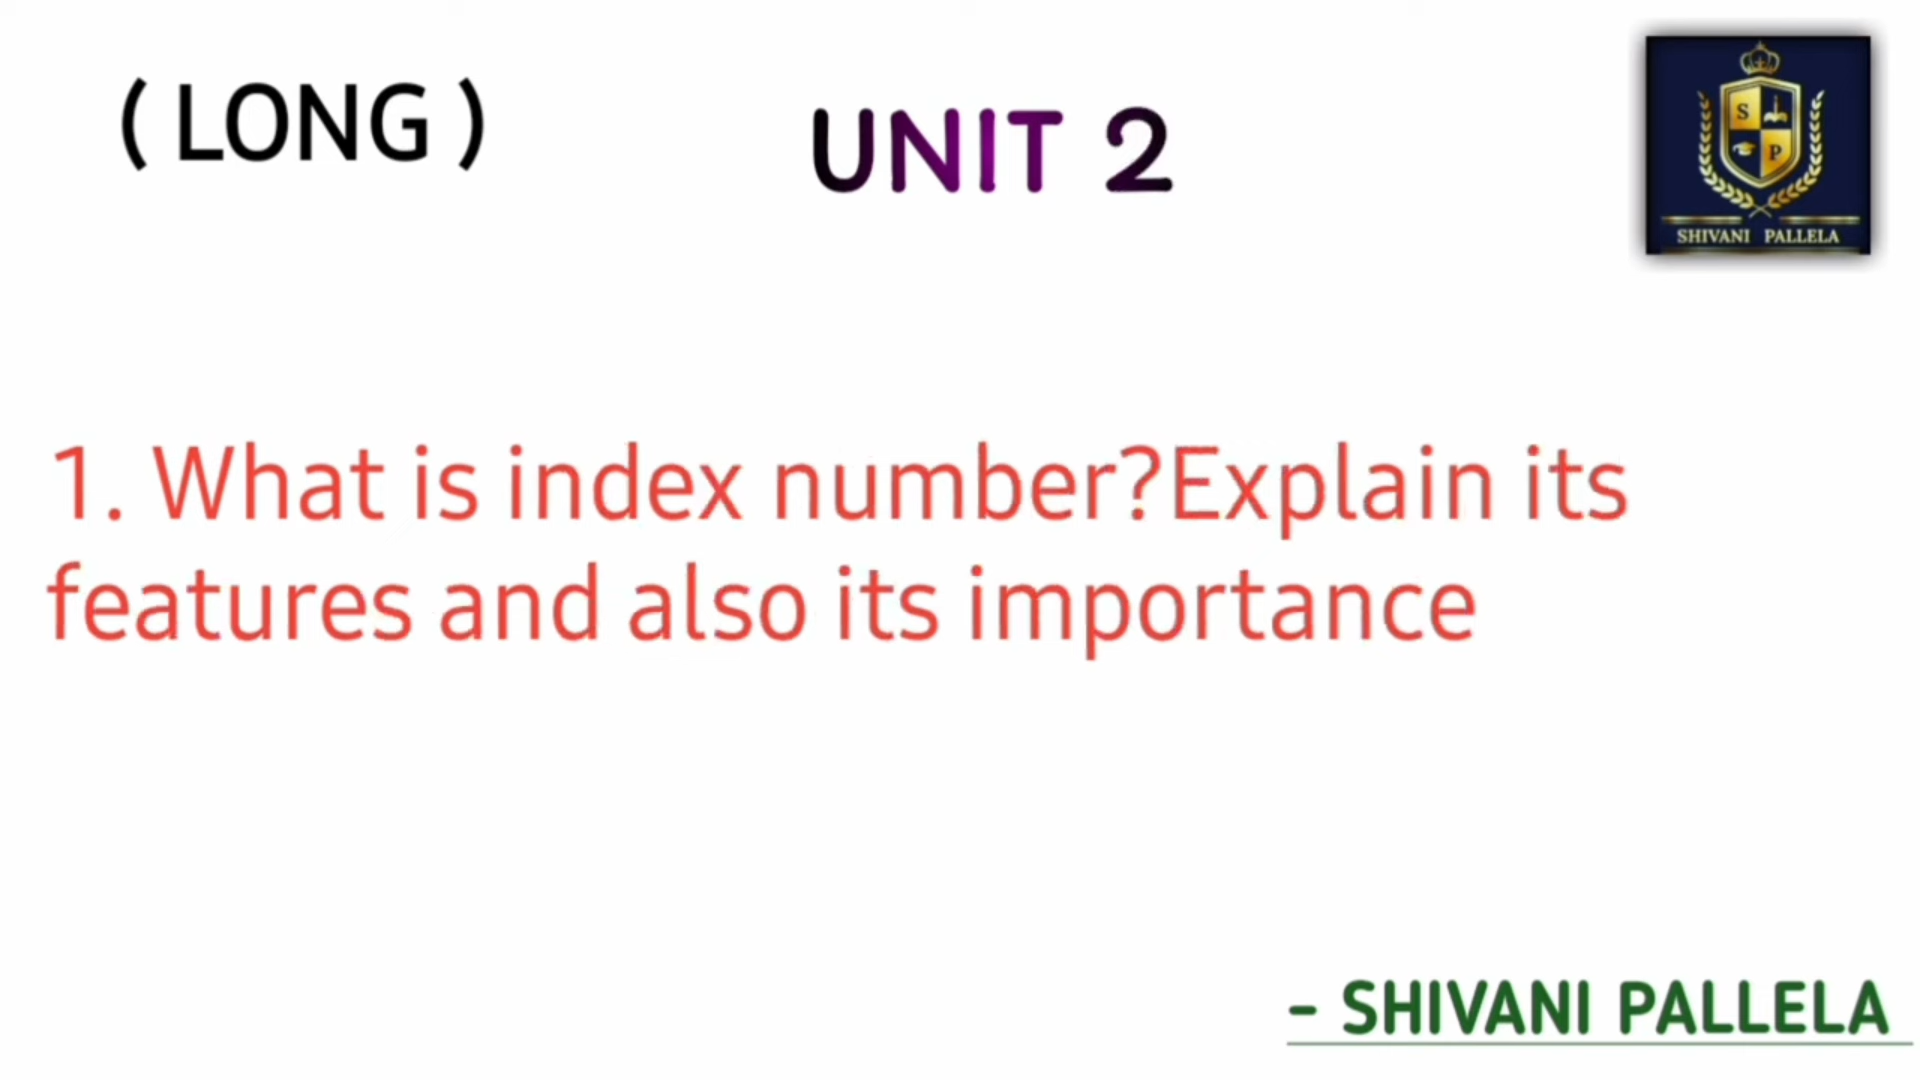 ( LONG )
UNIT 2
S
P
SHIVANI PALLELA
1. What is index number?Explain its
features and also its importance
- SHIVANI PALLELA